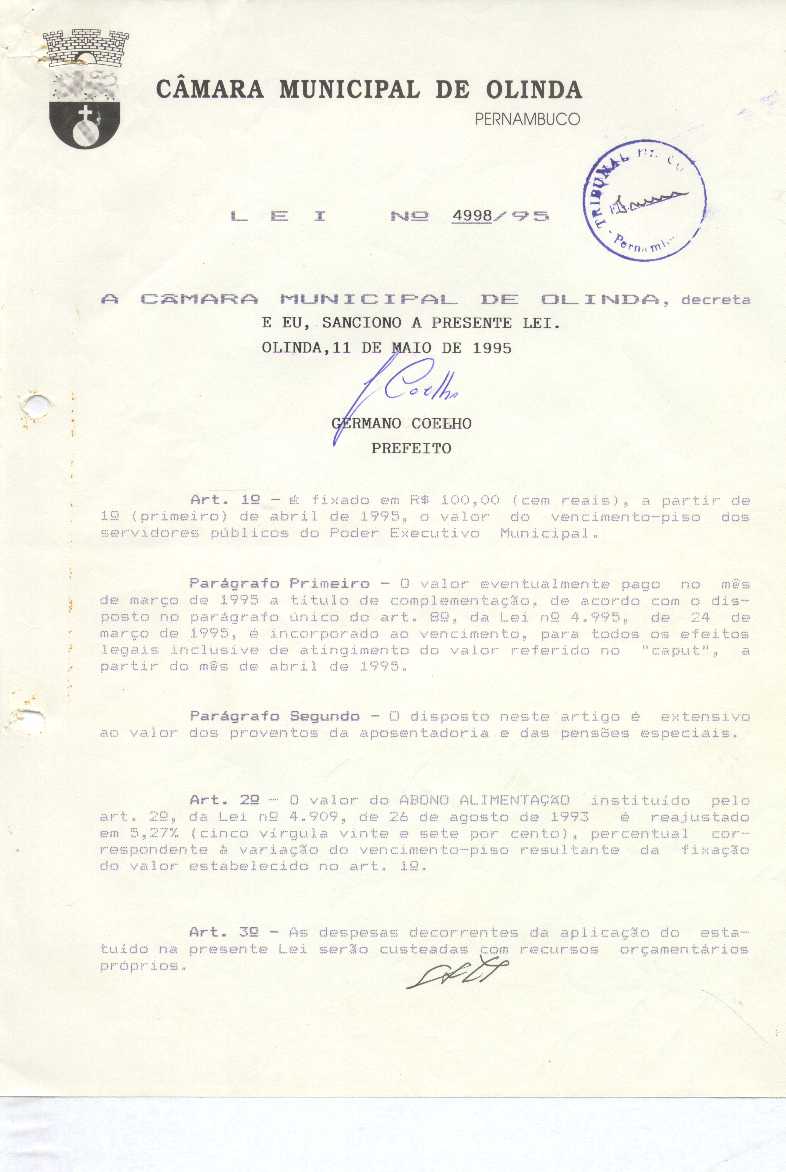 CÂMARA MUNICIPAL DE OLINDA
PERNAMBUCO
TRIBUNAL DE CO
- Pernam
L E I Nº 4998/95
A CÂMARA MUNICIPAL DE OLINDA, decreta
E EU, SANCIONO A PRESENTE LEI.
OLINDA,11 DE MAIO DE 1995
Coelho
GERMANO COELHO
PREFEITO
Art. 1º - É fixado em R$ 100,00 (cem reais), a partir de
1º (primeiro) de abril de 1995, o valor do vencimento-piso dos
servidores públicos do Poder Executivo Municipal.
Parágrafo Primeiro - O valor eventualmente pago no mês
de março de 1995 a título de complementação, de acordo com o dis-
posto no parágrafo único do art. 8º, da Lei nº 4.995, de 24 de
março de 1995, é incorporado ao vencimento, para todos os efeitos
legais inclusive de atingimento do valor referido no "caput", a
partir do mês de abril de 1995.
Parágrafo Segundo - O disposto neste artigo é extensivo
ao valor dos proventos da aposentadoria e das pensões especiais.
Art. 2º - O valor do ABONO ALIMENTAÇÃO instituído pelo
art. 2º, da Lei nº 4.909, de 26 de agosto de 1993 é reajustado
em 5,27% (cinco vírgula vinte e sete por cento), percentual cor-
respondente à variação do vencimento-piso resultante da fixação
do valor estabelecido no art. 1º.
Art. 3º - As despesas decorrentes da aplicação do esta-
tuído na presente Lei serão custeadas com recursos orçamentários
próprios.